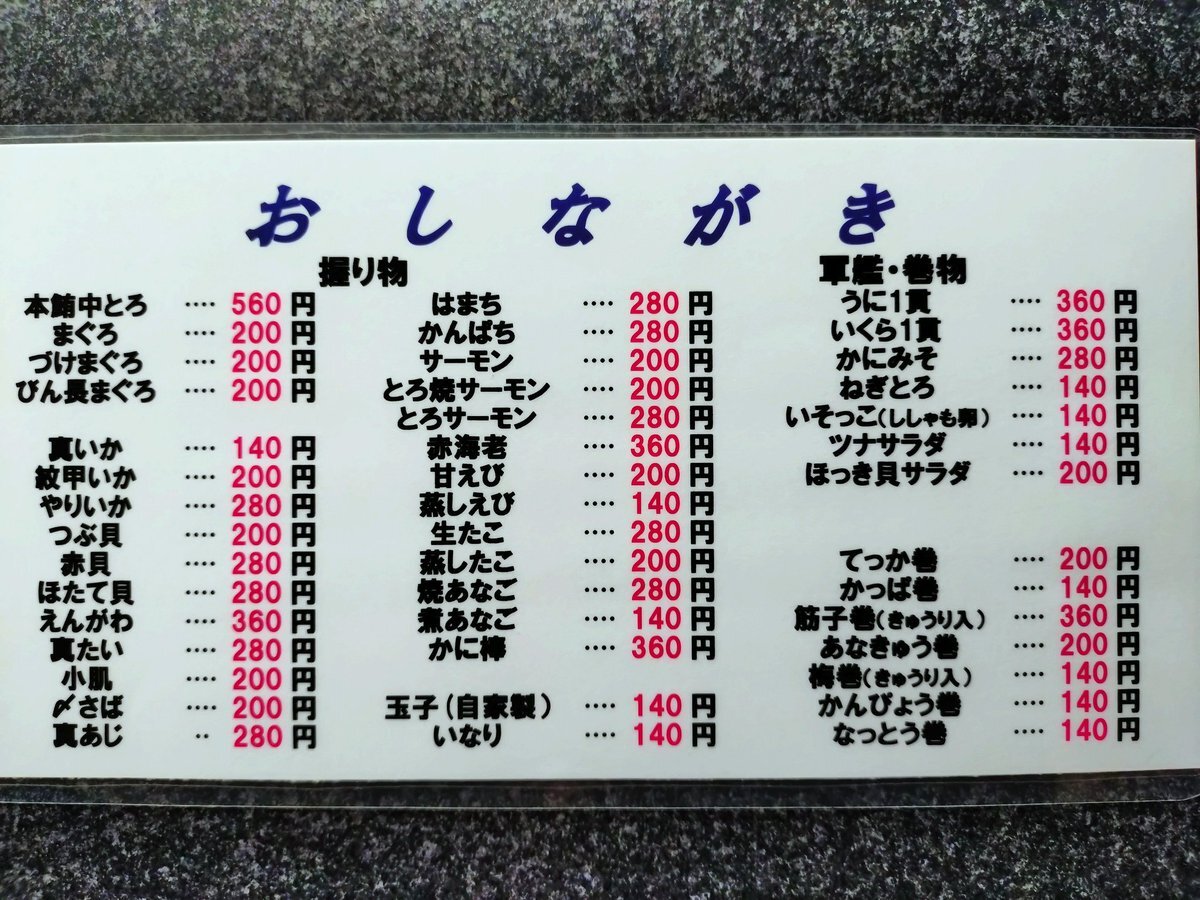 おしながき
握り物
本鮪中とろ ‥‥ 560円
まぐろ ‥‥ 200円
づけまぐろ ‥‥ 200円
びん長まぐろ ‥‥ 200円
真いか ‥‥ 140円
紋甲いか ‥‥ 200円
やりいか ‥‥ 280円
つぶ貝 ‥‥ 200円
赤貝 ‥‥ 280円
ほたて貝 ‥‥ 280円
えんがわ ‥‥ 360円
真たい ‥‥ 280円
小肌 ‥‥ 200円
〆さば ‥‥ 200円
真あじ ‥ 280円
はまち ‥‥ 280円
かんぱち ‥‥ 280円
サーモン ‥‥ 200円
とろ焼サーモン ‥‥ 200円
とろサーモン ‥‥ 280円
赤海老 ‥‥ 360円
甘えび ‥‥ 200円
蒸しえび ‥‥ 140円
生たこ ‥‥ 280円
蒸したこ ‥‥ 200円
焼あなご ‥‥ 280円
煮あなご ‥‥ 140円
かに棒 ‥‥ 360円
玉子(自家製) ‥‥ 140円
いなり ‥‥ 140円
軍艦・巻物
うに1貫 ‥‥ 360円
いくら1貫 ‥‥ 360円
かにみそ ‥‥ 280円
ねぎとろ ‥‥ 140円
いそっこ(ししゃも卵) ‥‥ 140円
ツナサラダ ‥‥ 140円
ほっき貝サラダ ‥‥ 200円
てっか巻 ‥‥ 200円
かっぱ巻 ‥‥ 140円
筋子巻(きゅうり入) ‥‥ 360円
あなきゅう巻 ‥‥ 200円
梅巻(きゅうり入) ‥‥ 140円
かんぴょう巻 ‥‥ 140円
なっとう巻 ‥‥ 140円